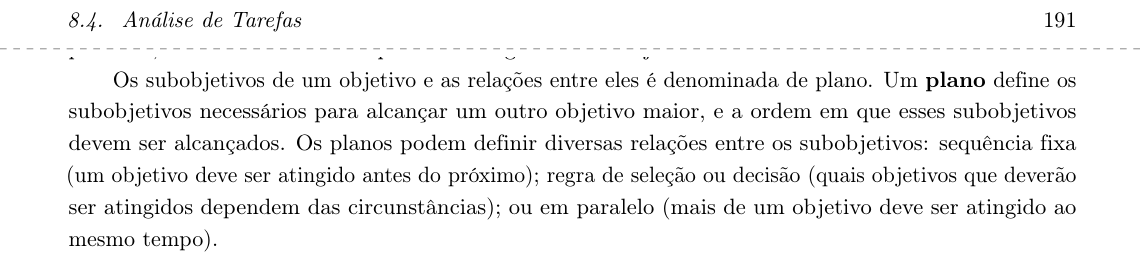 8.4. Análise de Tarefas 191
Os subobjetivos de um objetivo e as relações entre eles é denominada de plano. Um plano define os
subobjetivos necessários para alcançar um outro objetivo maior, e a ordem em que esses subobjetivos
devem ser alcançados. Os planos podem definir diversas relações entre os subobjetivos: sequência fixa
(um objetivo deve ser atingido antes do próximo); regra de seleção ou decisão (quais objetivos que deverão
ser atingidos dependem das circunstâncias); ou em paralelo (mais de um objetivo deve ser atingido ao
mesmo tempo).